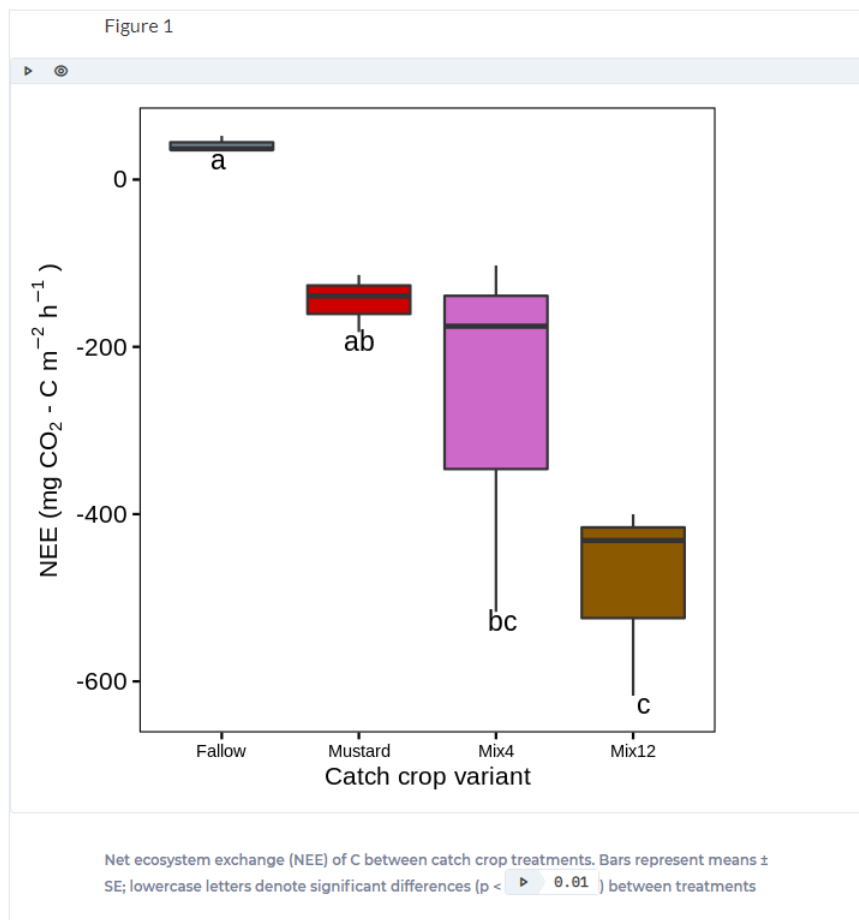 Figure 1
0
-200
-400
-600
NEE (mg CO₂ - C m⁻² h⁻¹ )
a
ab
bc
c
Fallow Mustard Mix4 Mix12
Catch crop variant
Net ecosystem exchange (NEE) of C between catch crop treatments. Bars represent means ±
SE; lowercase letters denote significant differences (p < 0.01 ) between treatments